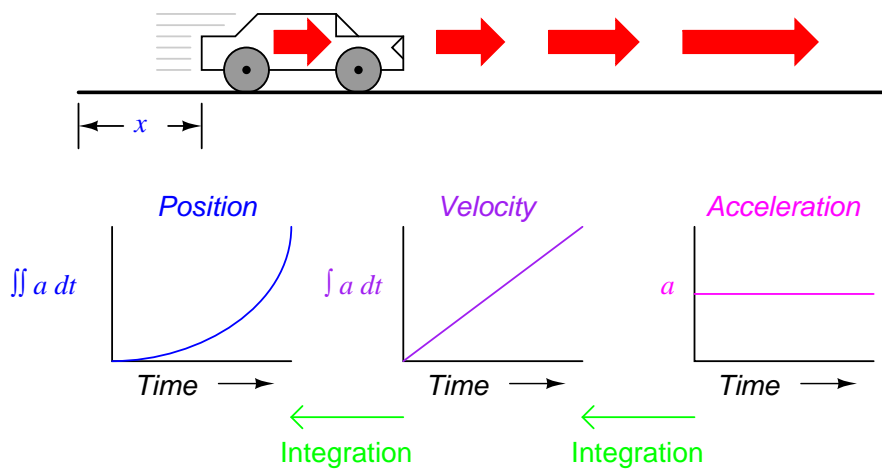 x
Position Velocity Acceleration
∫∫ a dt ∫ a dt a
Time Time Time
Integration Integration